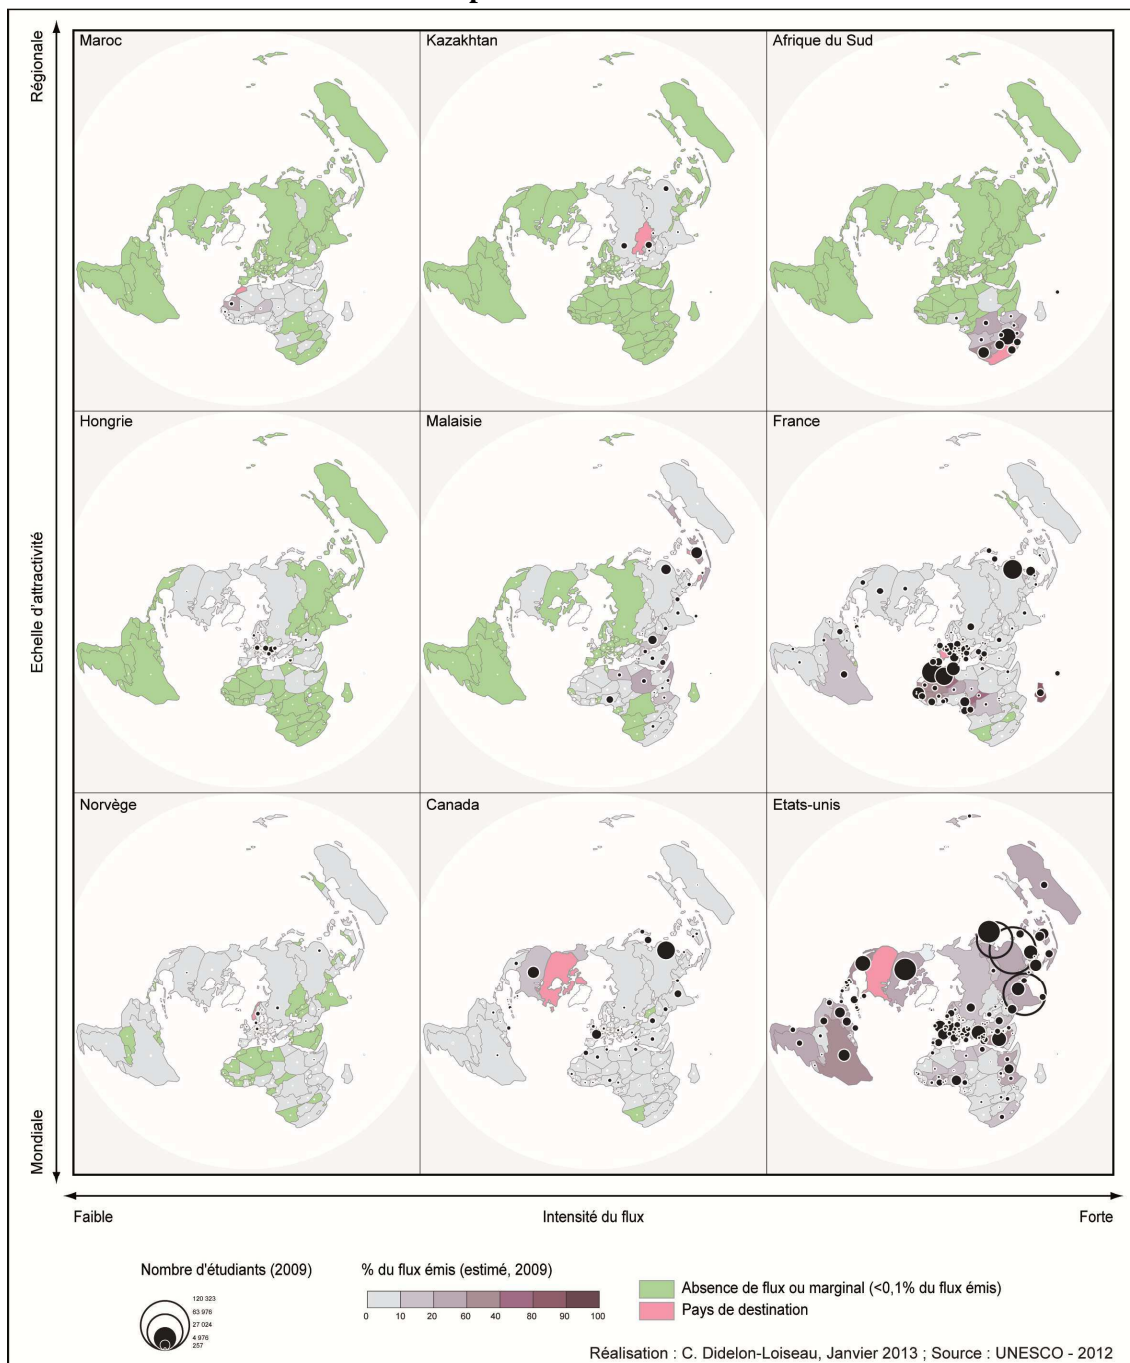 Régionale
Echelle d'attractivité
Mondiale
Maroc
Kazakhtan
Afrique du Sud
Hongrie
Malaisie
France
Norvège
Canada
Etats-unis
Faible
Intensité du flux
Forte
Nombre d'étudiants (2009)
120 323
63 976
27 024
4 976
257
% du flux émis (estimé, 2009)
0 10 20 60 40 80 90 100
Absence de flux ou marginal (<0,1% du flux émis)
Pays de destination
Réalisation : C. Didelon-Loiseau, Janvier 2013 ; Source : UNESCO - 2012